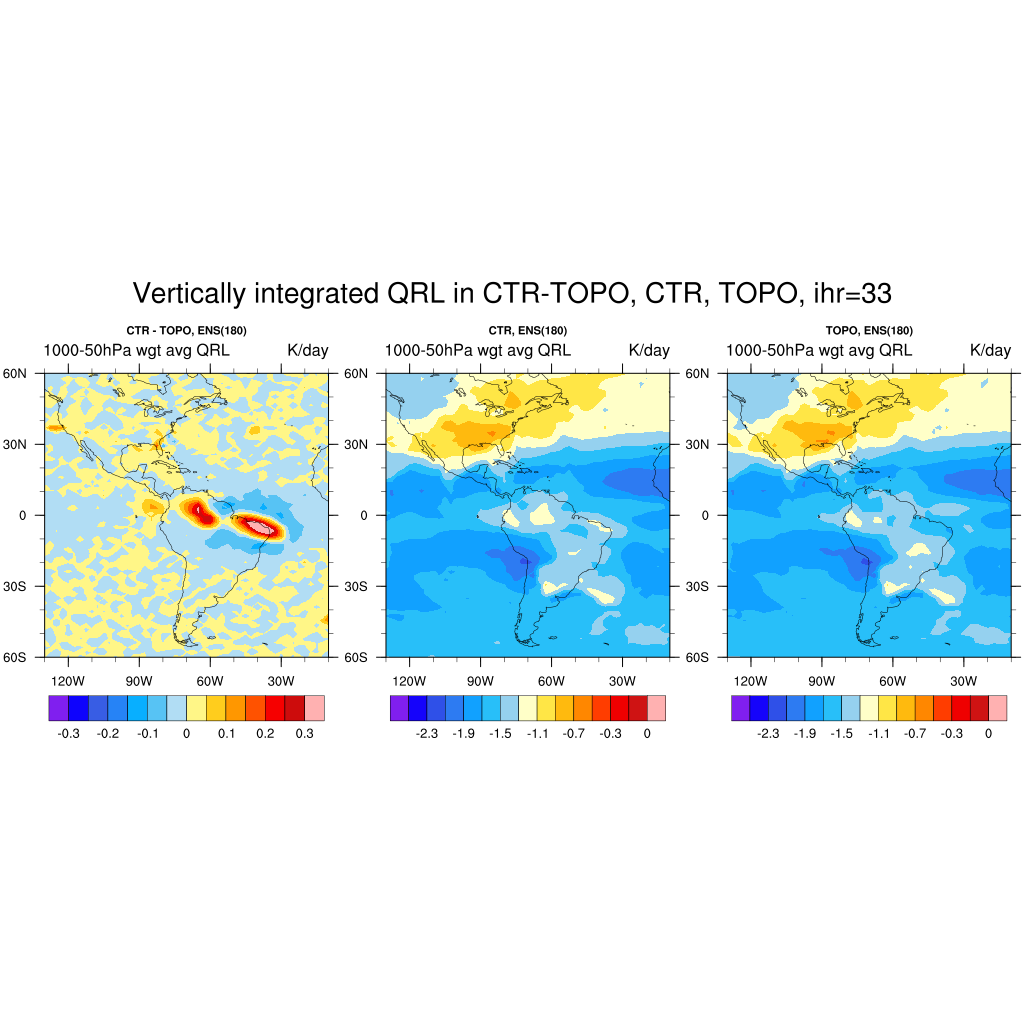 Vertically integrated QRL in CTR-TOPO, CTR, TOPO, ihr=33
CTR - TOPO, ENS(180)
1000-50hPa wgt avg QRL K/day
60N
30N
0
30S
60S
120W 90W 60W 30W
-0.3 -0.2 -0.1 0 0.1 0.2 0.3
CTR, ENS(180)
1000-50hPa wgt avg QRL K/day
60N
30N
0
30S
60S
120W 90W 60W 30W
-2.3 -1.9 -1.5 -1.1 -0.7 -0.3 0
TOPO, ENS(180)
1000-50hPa wgt avg QRL K/day
60N
30N
0
30S
60S
120W 90W 60W 30W
-2.3 -1.9 -1.5 -1.1 -0.7 -0.3 0